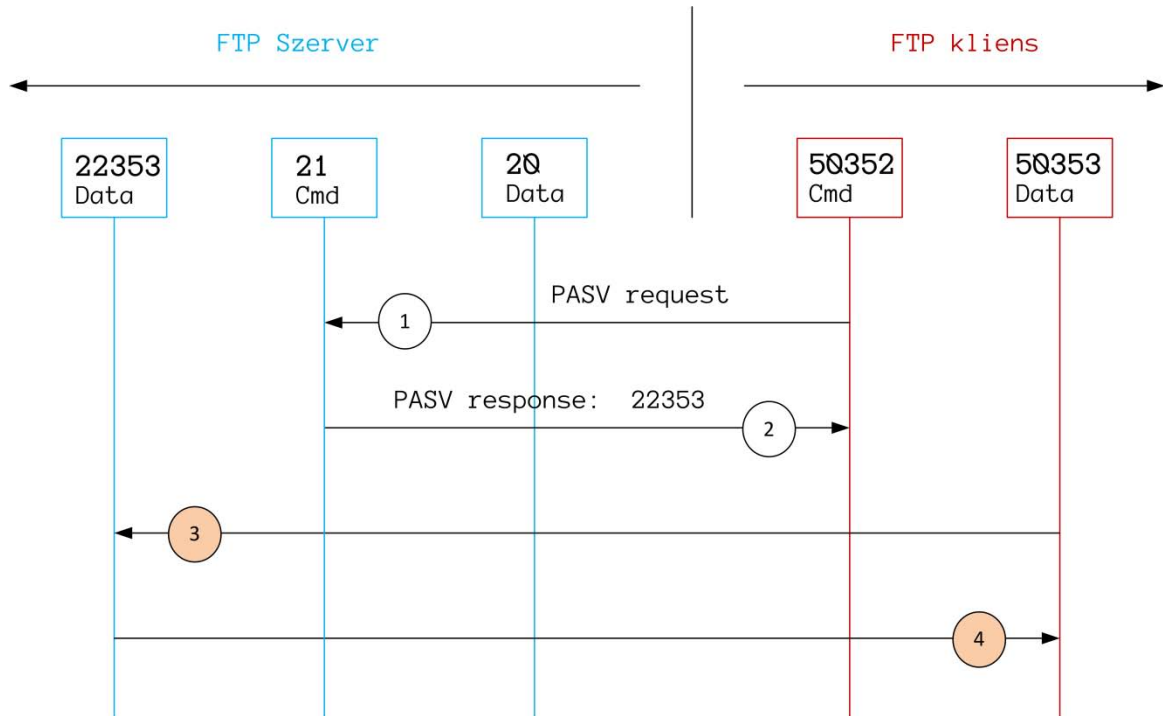 FTP Szerver
FTP kliens
22353
Data
21
Cmd
20
Data
50352
Cmd
50353
Data
PASV request
1
PASV response: 22353
2
3
4